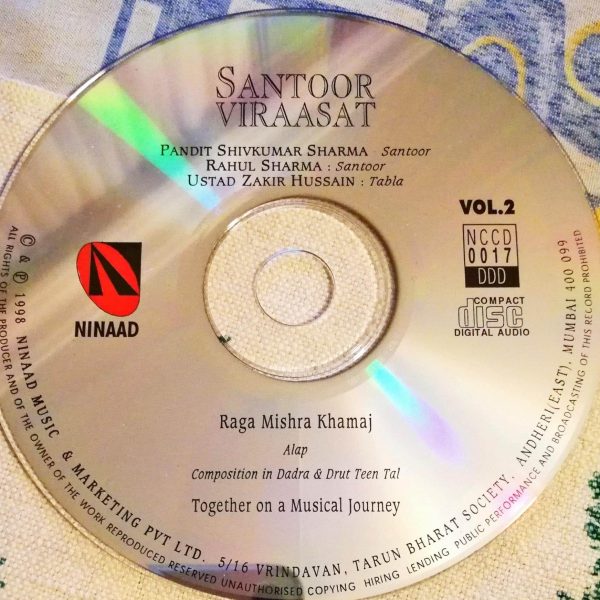 SANTOOR
VIRAASAT
PANDIT SHIVKUMAR SHARMA Santoor
RAHUL SHARMA : Santoor
USTAD ZAKIR HUSSAIN : Tabla
VOL.2
NCCD
0017
DDD
COMPACT
disc
DIGITAL AUDIO
NINAAD
Raga Mishra Khamaj
Alap
Composition in Dadra & Drut Teen Tal
Together on a Musical Journey
© & ℗ 1998 NINAAD MUSIC & MARKETING PVT LTD. 5/16 VRINDAVAN, TARUN BHARAT SOCIETY, ANDHERI(EAST), MUMBAI 400 099
ALL RIGHTS OF THE PRODUCER AND OF THE OWNER OF THE WORK REPRODUCED RESERVED UNAUTHORISED COPYING HIRING LENDING PUBLIC PERFORMANCE AND BROADCASTING OF THIS RECORD PROHIBITED